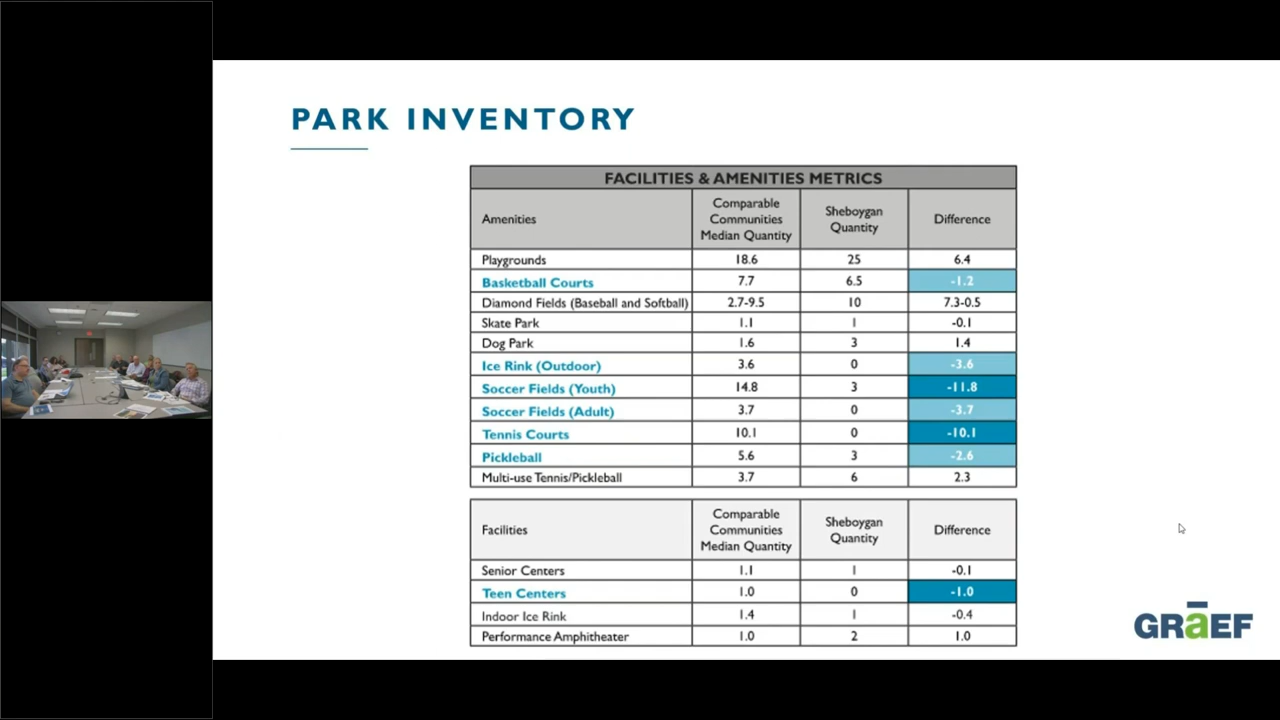 PARK INVENTORY
FACILITIES & AMENITIES METRICS
Amenities Comparable Communities Median Quantity Sheboygan Quantity Difference
Playgrounds 18.6 25 6.4
Basketball Courts 7.7 6.5 -1.2
Diamond Fields (Baseball and Softball) 2.7-9.5 10 7.3-0.5
Skate Park 1.1 1 -0.1
Dog Park 1.6 3 1.4
Ice Rink (Outdoor) 3.6 0 -3.6
Soccer Fields (Youth) 14.8 3 -11.8
Soccer Fields (Adult) 3.7 0 -3.7
Tennis Courts 10.1 0 -10.1
Pickleball 5.6 3 -2.6
Multi-use Tennis/Pickleball 3.7 6 2.3
Facilities Comparable Communities Median Quantity Sheboygan Quantity Difference
Senior Centers 1.1 1 -0.1
Teen Centers 1.0 0 -1.0
Indoor Ice Rink 1.4 1 -0.4
Performance Amphitheater 1.0 2 1.0
GRāEF